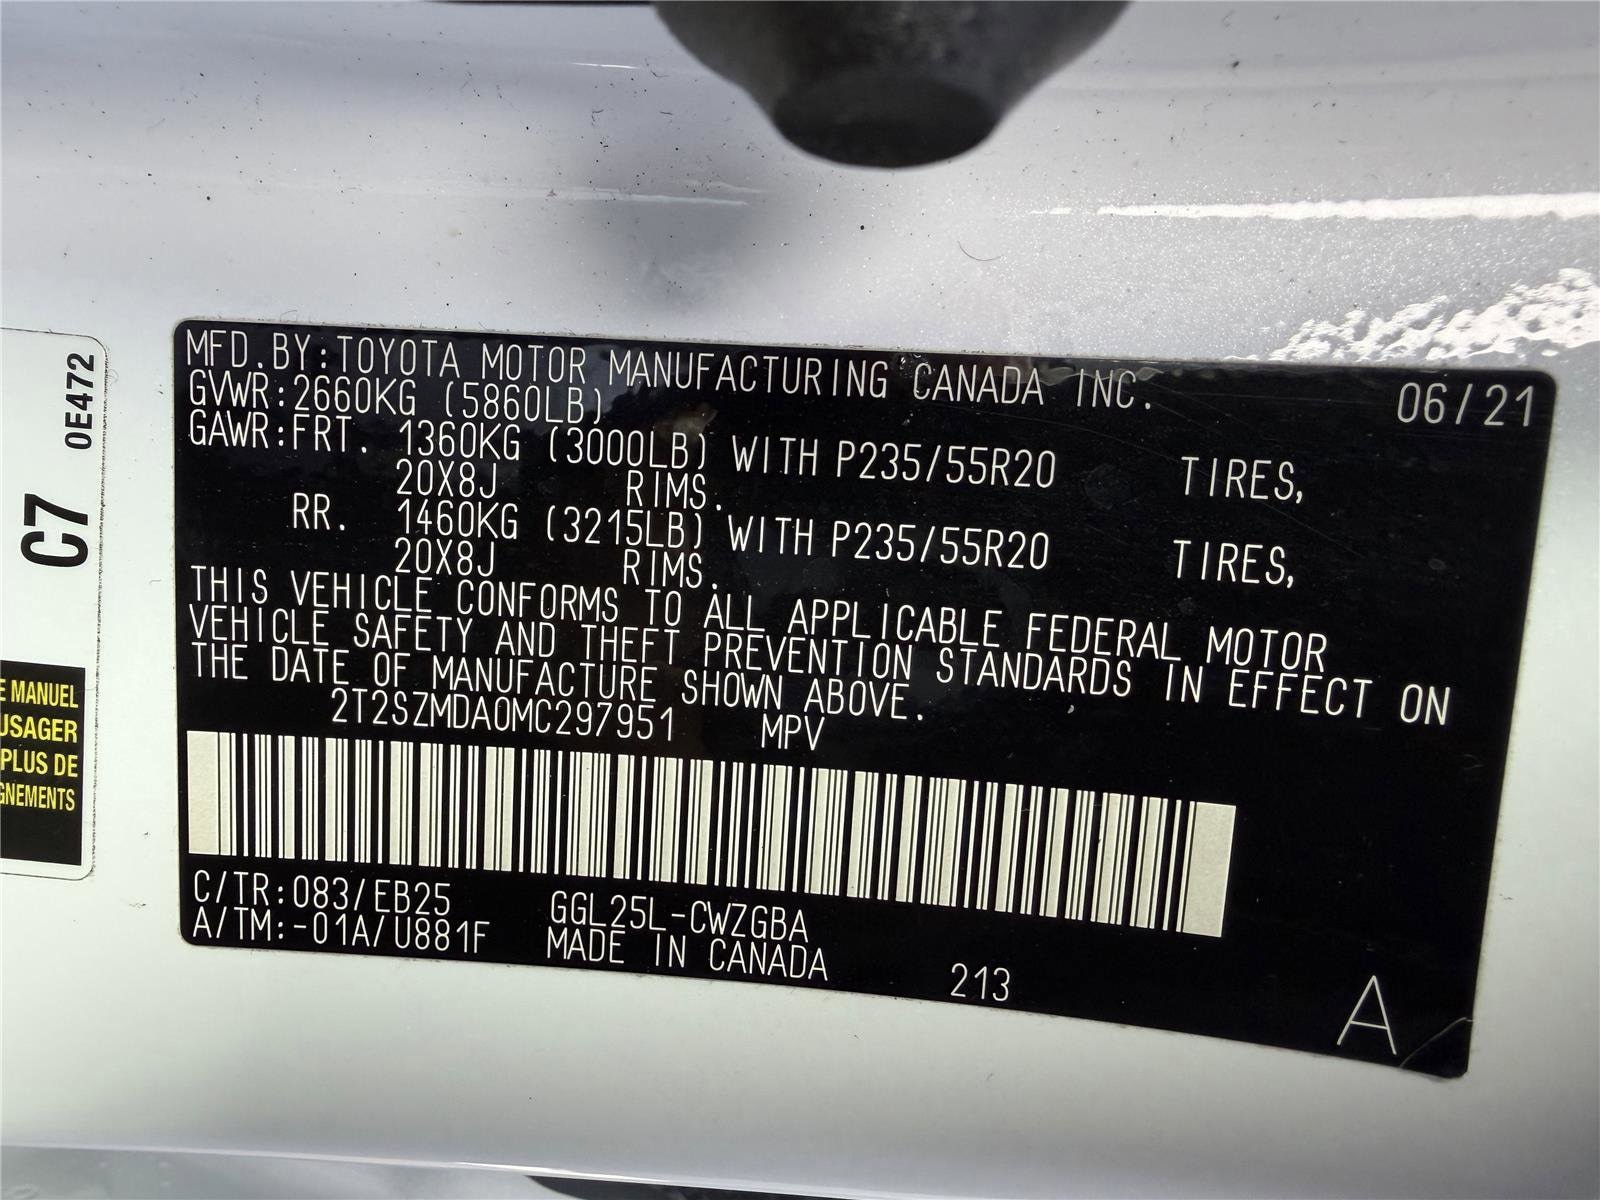 MFD.BY:TOYOTA MOTOR MANUFACTURING CANADA INC. 06/21
GVWR:2660KG (5860LB)
GAWR:FRT. 1360KG (3000LB) WITH P235/55R20 TIRES,
20X8J RIMS.
RR. 1460KG (3215LB) WITH P235/55R20 TIRES,
20X8J RIMS.
THIS VEHICLE CONFORMS TO ALL APPLICABLE FEDERAL MOTOR
VEHICLE SAFETY AND THEFT PREVENTION STANDARDS IN EFFECT ON
THE DATE OF MANUFACTURE SHOWN ABOVE.
2T2SZMDA0MC297951 MPV
C/TR:083/EB25 GGL25L-CWZGBA
A/TM:-01A/U881F MADE IN CANADA
213
A
C7 0E472
E MANUEL
USAGER
PLUS DE
GNEMENTS